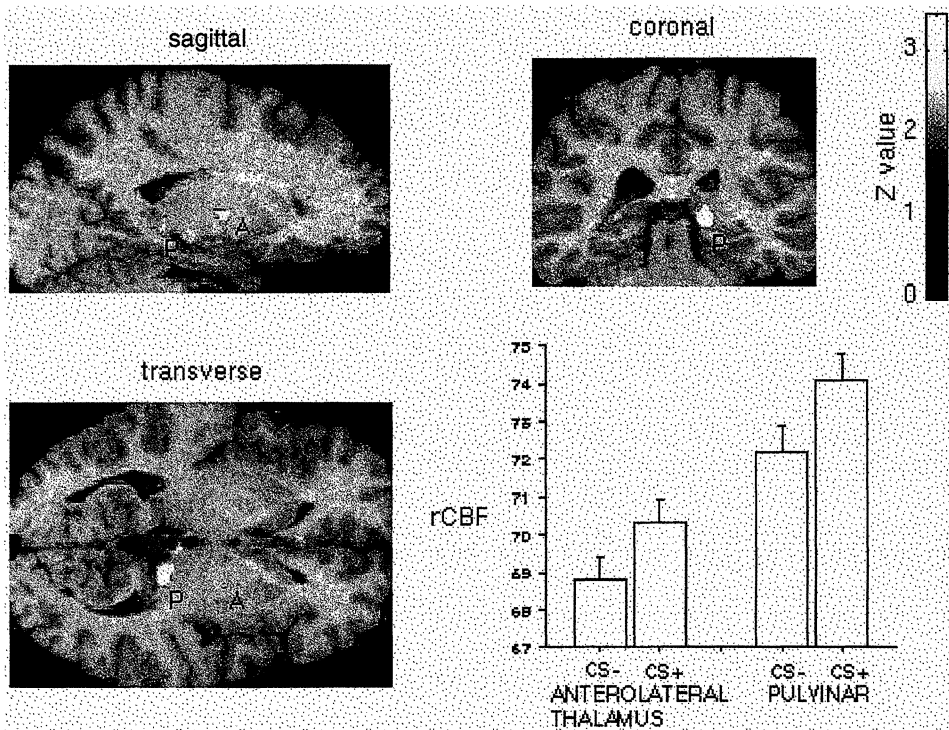 sagittal
coronal
3
2
1
0
Z value
P
A
P
transverse
P
A
75
74
73
72
71
70
69
68
67
rCBF
CS- CS+ CS- CS+
ANTEROLATERAL PULVINAR
THALAMUS